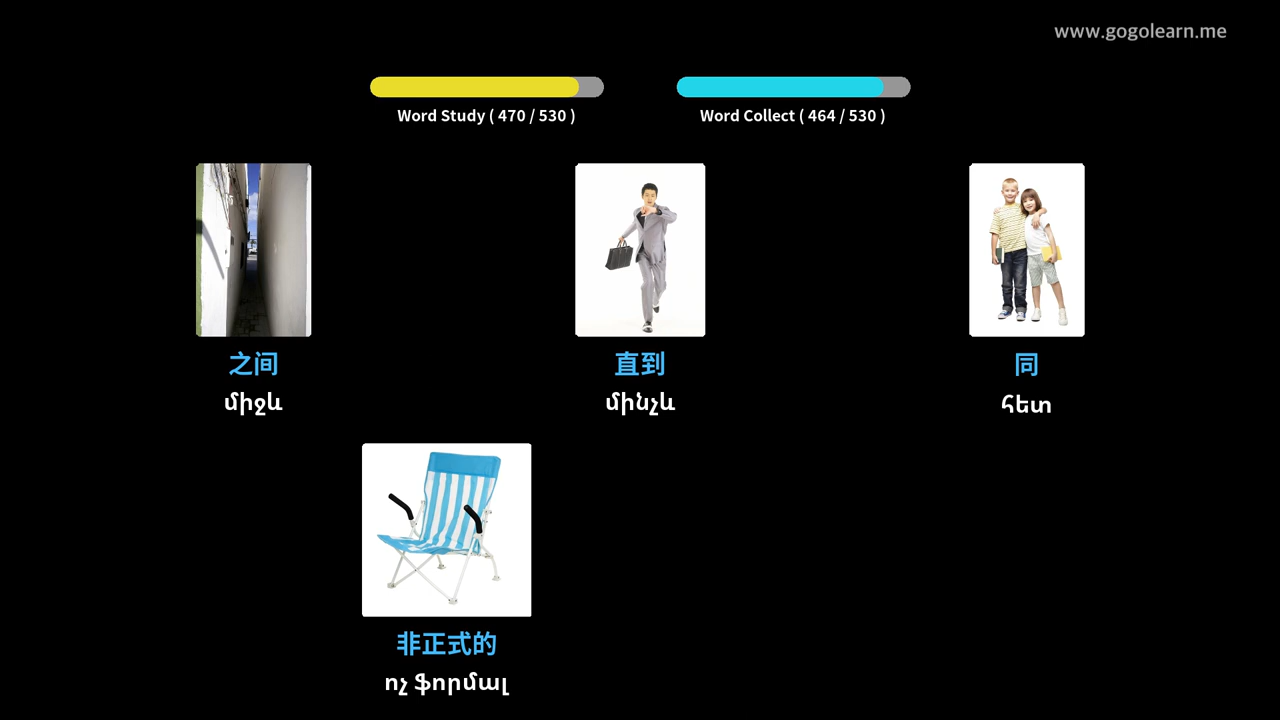 www.gogolearn.me
Word Study ( 470 / 530 )
Word Collect ( 464 / 530 )
之间
միջև
直到
մինչև
同
հետ
非正式的
ոչ ֆորմալ